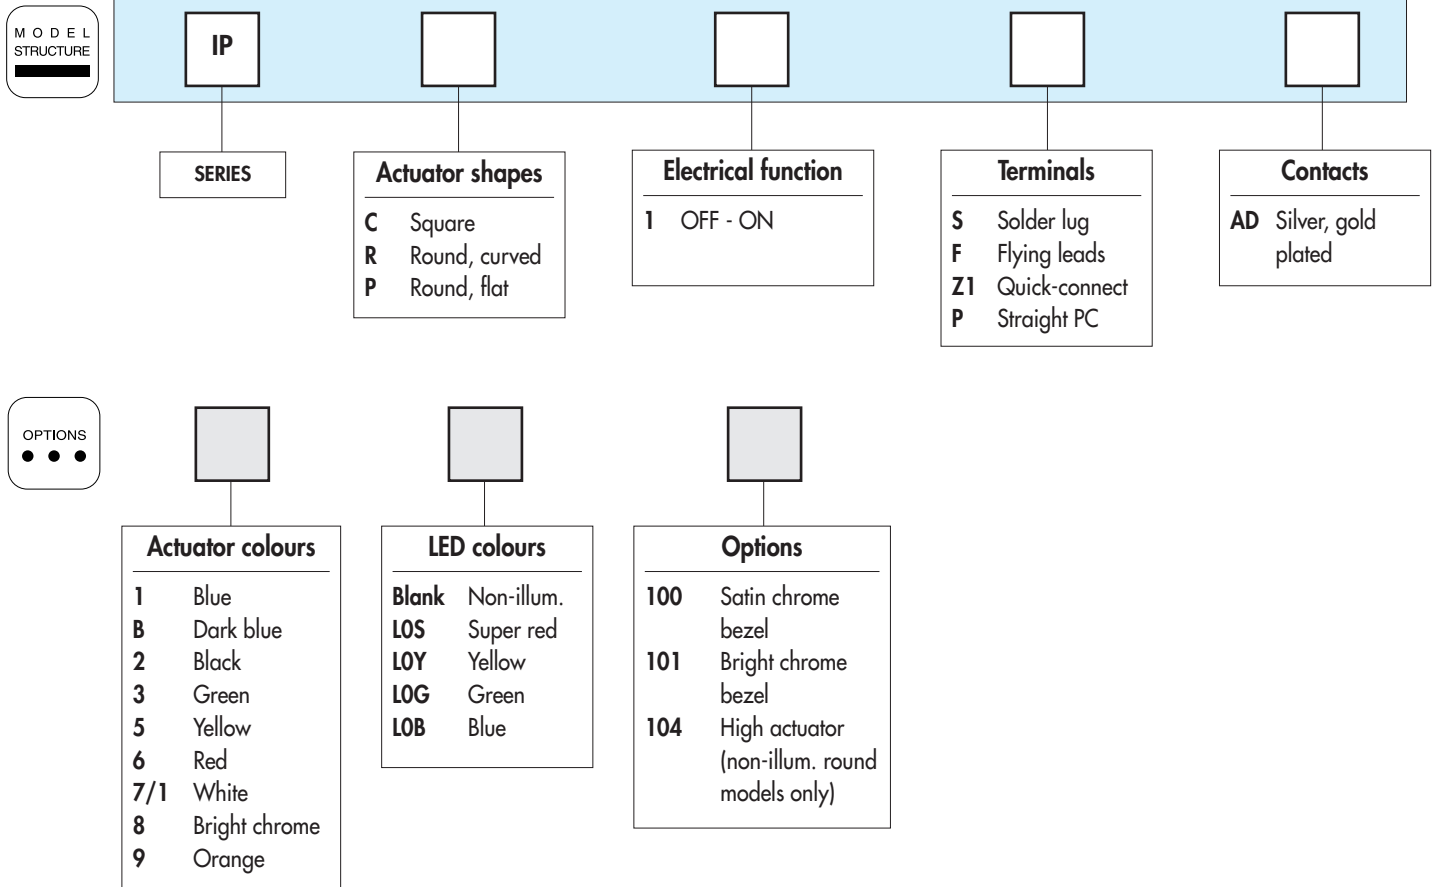 MODEL
STRUCTURE
IP
SERIES
Actuator shapes
C Square
R Round, curved
P Round, flat
Electrical function
1 OFF - ON
Terminals
S Solder lug
F Flying leads
Z1 Quick-connect
P Straight PC
Contacts
AD Silver, gold
plated
OPTIONS
Actuator colours
1 Blue
B Dark blue
2 Black
3 Green
5 Yellow
6 Red
7/1 White
8 Bright chrome
9 Orange
LED colours
Blank Non-illum.
L0S Super red
L0Y Yellow
L0G Green
L0B Blue
Options
100 Satin chrome
bezel
101 Bright chrome
bezel
104 High actuator
(non-illum. round
models only)